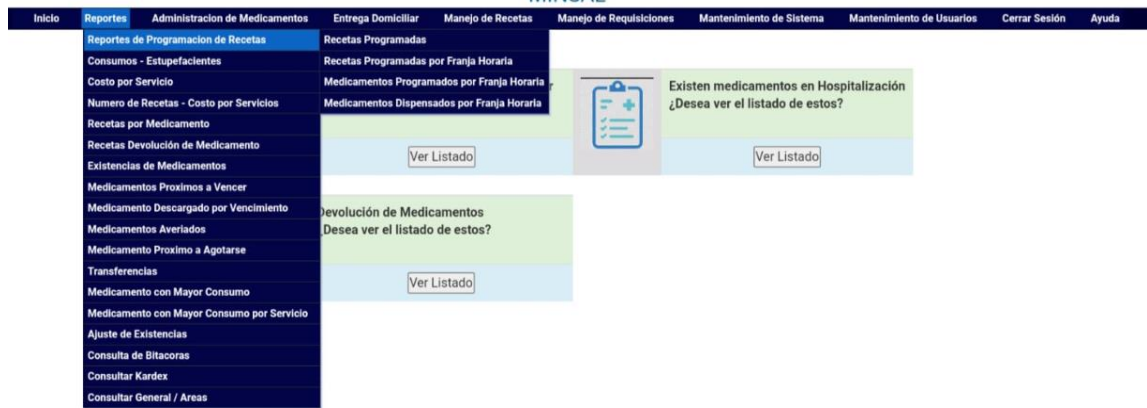 Inicio Reportes Administracion de Medicamentos Entrega Domiciliar Manejo de Recetas Manejo de Requisiciones Mantenimiento de Sistema Mantenimiento de Usuarios Cerrar Sesión Ayuda
Reportes de Programacion de Recetas
Consumos - Estupefacientes
Costo por Servicio
Numero de Recetas - Costo por Servicios
Recetas por Medicamento
Recetas Devolución de Medicamento
Existencias de Medicamentos
Medicamentos Proximos a Vencer
Medicamento Descargado por Vencimiento
Medicamentos Averiados
Medicamento Proximo a Agotarse
Transferencias
Medicamento con Mayor Consumo
Medicamento con Mayor Consumo por Servicio
Ajuste de Existencias
Consulta de Bitacoras
Consultar Kardex
Consultar General / Areas
Recetas Programadas
Recetas Programadas por Franja Horaria
Medicamentos Programados por Franja Horaria
Medicamentos Dispensados por Franja Horaria
Ver Listado
Existen medicamentos en Hospitalización
¿Desea ver el listado de estos?
Ver Listado
Devolución de Medicamentos
¿Desea ver el listado de estos?
Ver Listado